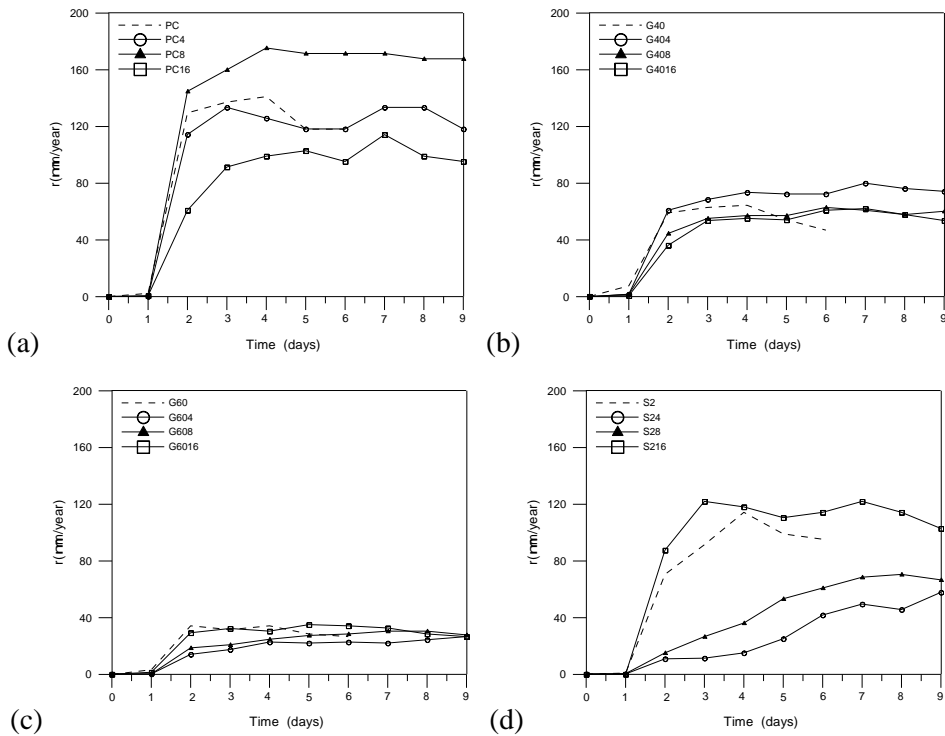 200
160
120
80
40
0
r(mm/year)
PC
PC4
PC8
PC16
0 1 2 3 4 5 6 7 8 9
Time (days)
(a)
200
160
120
80
40
0
r(mm/year)
G40
G404
G408
G4016
0 1 2 3 4 5 6 7 8 9
Time (days)
(b)
200
160
120
80
40
0
r(mm/year)
G60
G604
G608
G6016
0 1 2 3 4 5 6 7 8 9
Time (days)
(c)
200
160
120
80
40
0
r(mm/year)
S2
S24
S28
S216
0 1 2 3 4 5 6 7 8 9
Time (days)
(d)